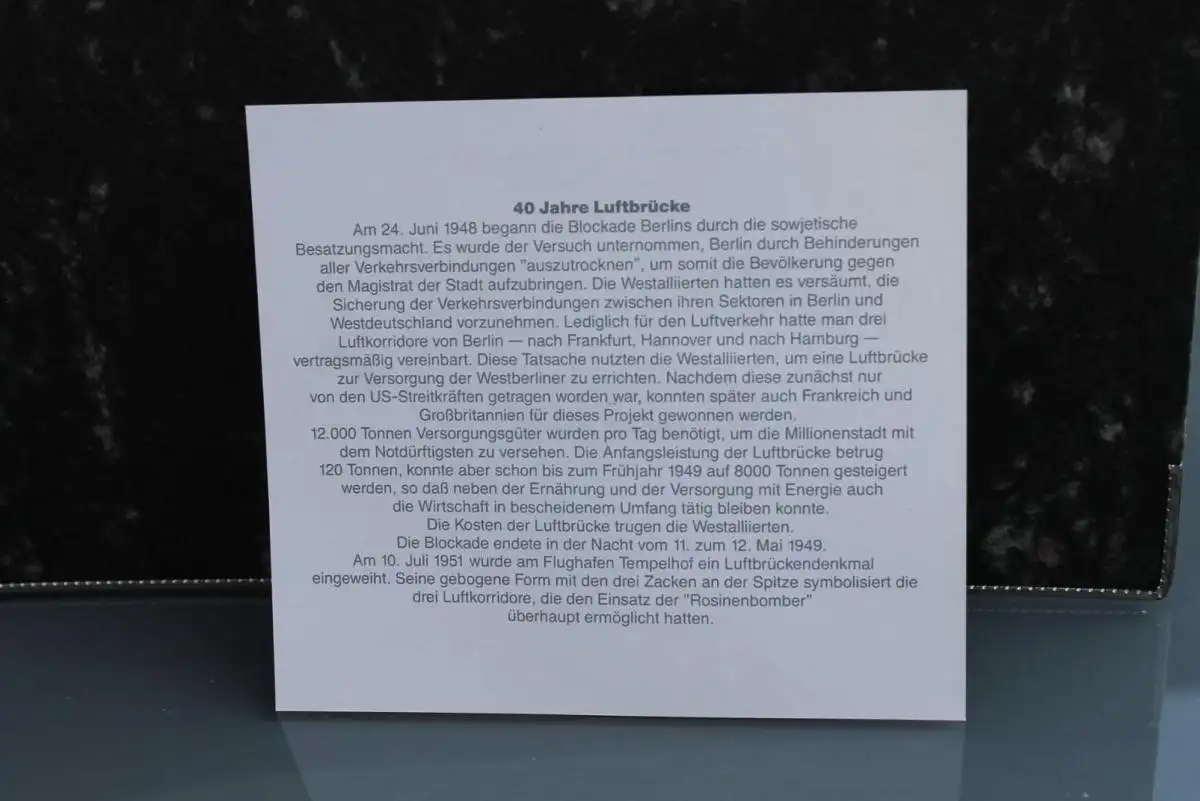 40 Jahre Luftbrücke
Am 24. Juni 1948 begann die Blockade Berlins durch die sowjetische
Besatzungsmacht. Es wurde der Versuch unternommen, Berlin durch Behinderungen
aller Verkehrsverbindungen "auszutrocknen", um somit die Bevölkerung gegen
den Magistrat der Stadt aufzubringen. Die Westalliierten hatten es versäumt, die
Sicherung der Verkehrsverbindungen zwischen ihren Sektoren in Berlin und
Westdeutschland vorzunehmen. Lediglich für den Luftverkehr hatte man drei
Luftkorridore von Berlin — nach Frankfurt, Hannover und nach Hamburg —
vertragsmäßig vereinbart. Diese Tatsache nutzten die Westalliierten, um eine Luftbrücke
zur Versorgung der Westberliner zu errichten. Nachdem diese zunächst nur
von den US-Streitkräften getragen worden war, konnten später auch Frankreich und
Großbritannien für dieses Projekt gewonnen werden.
12.000 Tonnen Versorgungsgüter wurden pro Tag benötigt, um die Millionenstadt mit
dem Notdürftigsten zu versehen. Die Anfangsleistung der Luftbrücke betrug
120 Tonnen, konnte aber schon bis zum Frühjahr 1949 auf 8000 Tonnen gesteigert
werden, so daß neben der Ernährung und der Versorgung mit Energie auch
die Wirtschaft in bescheidenem Umfang tätig bleiben konnte.
Die Kosten der Luftbrücke trugen die Westalliierten.
Die Blockade endete in der Nacht vom 11. zum 12. Mai 1949.
Am 10. Juli 1951 wurde am Flughafen Tempelhof ein Luftbrückendenkmal
eingeweiht. Seine gebogene Form mit den drei Zacken an der Spitze symbolisiert die
drei Luftkorridore, die den Einsatz der "Rosinenbomber"
überhaupt ermöglicht hatten.